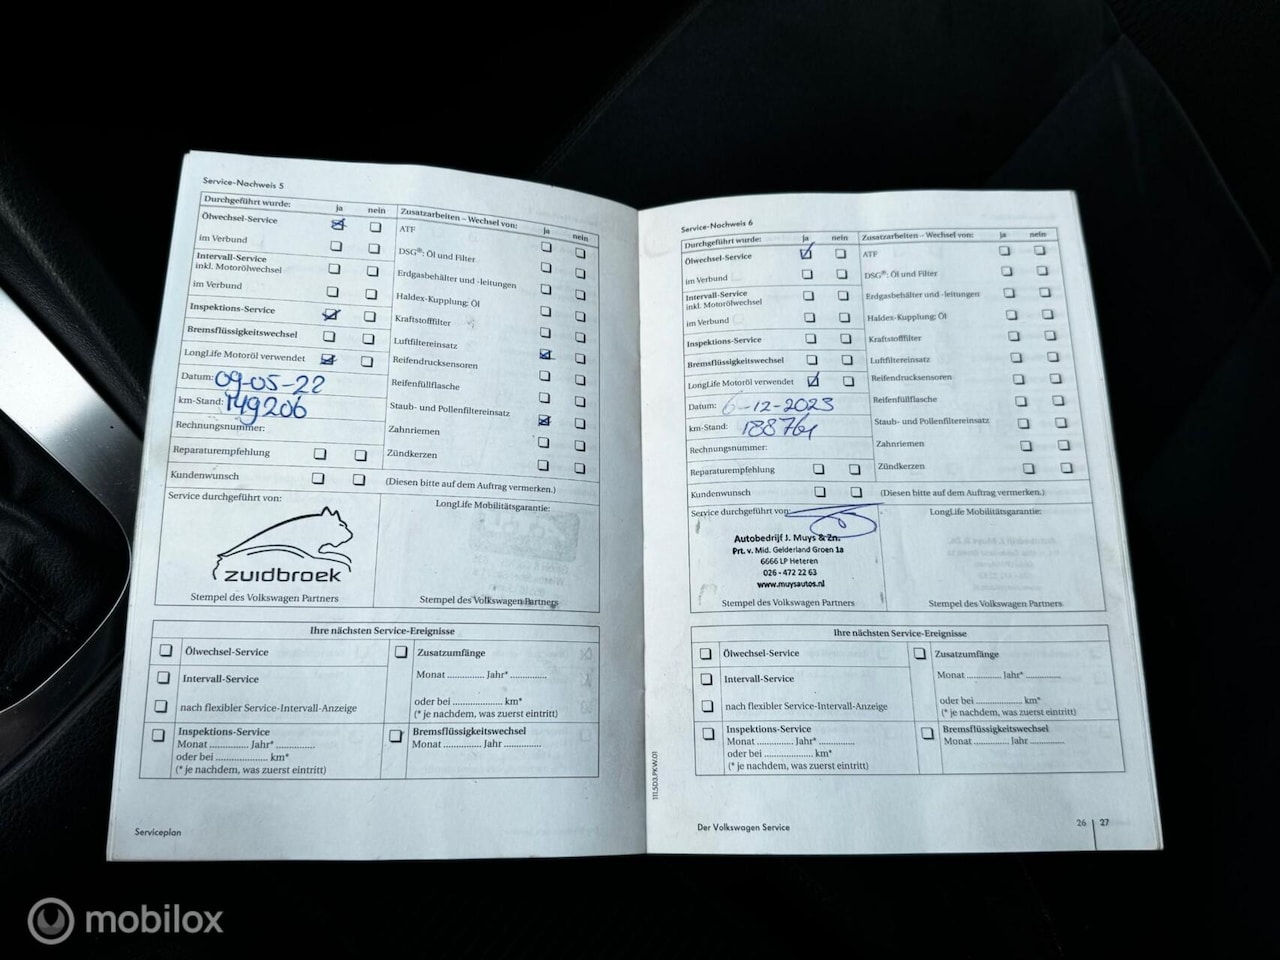 Service-Nachweis 5
Durchgeführt wurde: ja nein
Ölwechsel-Service
im Verbund
Intervall-Service
inkl. Motorölwechsel
im Verbund
Inspektions-Service
Bremsflüssigkeitswechsel
LongLife Motoröl verwendet
Datum: 09-05-22
km-Stand: 149206
Rechnungsnummer:
Reparaturempfehlung
Kundenwunsch
Zusatzarbeiten – Wechsel von: ja nein
ATF
DSG®: Öl und Filter
Erdgasbehälter und -leitungen
Haldex-Kupplung: Öl
Kraftstofffilter
Luftfiltereinsatz
Reifendrucksensoren
Reifenfüllflasche
Staub- und Pollenfiltereinsatz
Zahnriemen
Zündkerzen
(Diesen bitte auf dem Auftrag vermerken.)
Service durchgeführt von:
zuidbroek
Stempel des Volkswagen Partners
LongLife Mobilitätsgarantie:
Stempel des Volkswagen Partners
Ihre nächsten Service-Ereignisse
Ölwechsel-Service
Intervall-Service
nach flexibler Service-Intervall-Anzeige
Inspektions-Service
Monat ............. Jahr* .............
oder bei .................... km*
(* je nachdem, was zuerst eintritt)
Zusatzumfänge
Monat ............. Jahr* .............
oder bei .................... km*
(* je nachdem, was zuerst eintritt)
Bremsflüssigkeitswechsel
Monat ............. Jahr .............
Serviceplan
Service-Nachweis 6
Durchgeführt wurde: ja nein
Ölwechsel-Service
im Verbund
Intervall-Service
inkl. Motorölwechsel
im Verbund
Inspektions-Service
Bremsflüssigkeitswechsel
LongLife Motoröl verwendet
Datum: 6-12-2023
km-Stand: 188764
Rechnungsnummer:
Reparaturempfehlung
Kundenwunsch
Zusatzarbeiten – Wechsel von: ja nein
ATF
DSG®: Öl und Filter
Erdgasbehälter und -leitungen
Haldex-Kupplung: Öl
Kraftstofffilter
Luftfiltereinsatz
Reifendrucksensoren
Reifenfüllflasche
Staub- und Pollenfiltereinsatz
Zahnriemen
Zündkerzen
(Diesen bitte auf dem Auftrag vermerken.)
Service durchgeführt von:
Autobedrijf J. Muys & Zn.
Prt. v. Mid. Gelderland Groen 1a
6666 LP Heteren
026 - 472 22 63
www.muysautos.nl
Stempel des Volkswagen Partners
LongLife Mobilitätsgarantie:
Stempel des Volkswagen Partners
Ihre nächsten Service-Ereignisse
Ölwechsel-Service
Intervall-Service
nach flexibler Service-Intervall-Anzeige
Inspektions-Service
Monat ............. Jahr* .............
oder bei .................... km*
(* je nachdem, was zuerst eintritt)
Zusatzumfänge
Monat ............. Jahr* .............
oder bei .................... km*
(* je nachdem, was zuerst eintritt)
Bremsflüssigkeitswechsel
Monat ............. Jahr .............
111.5D3.PKW.01
Der Volkswagen Service
26 27
mobilox